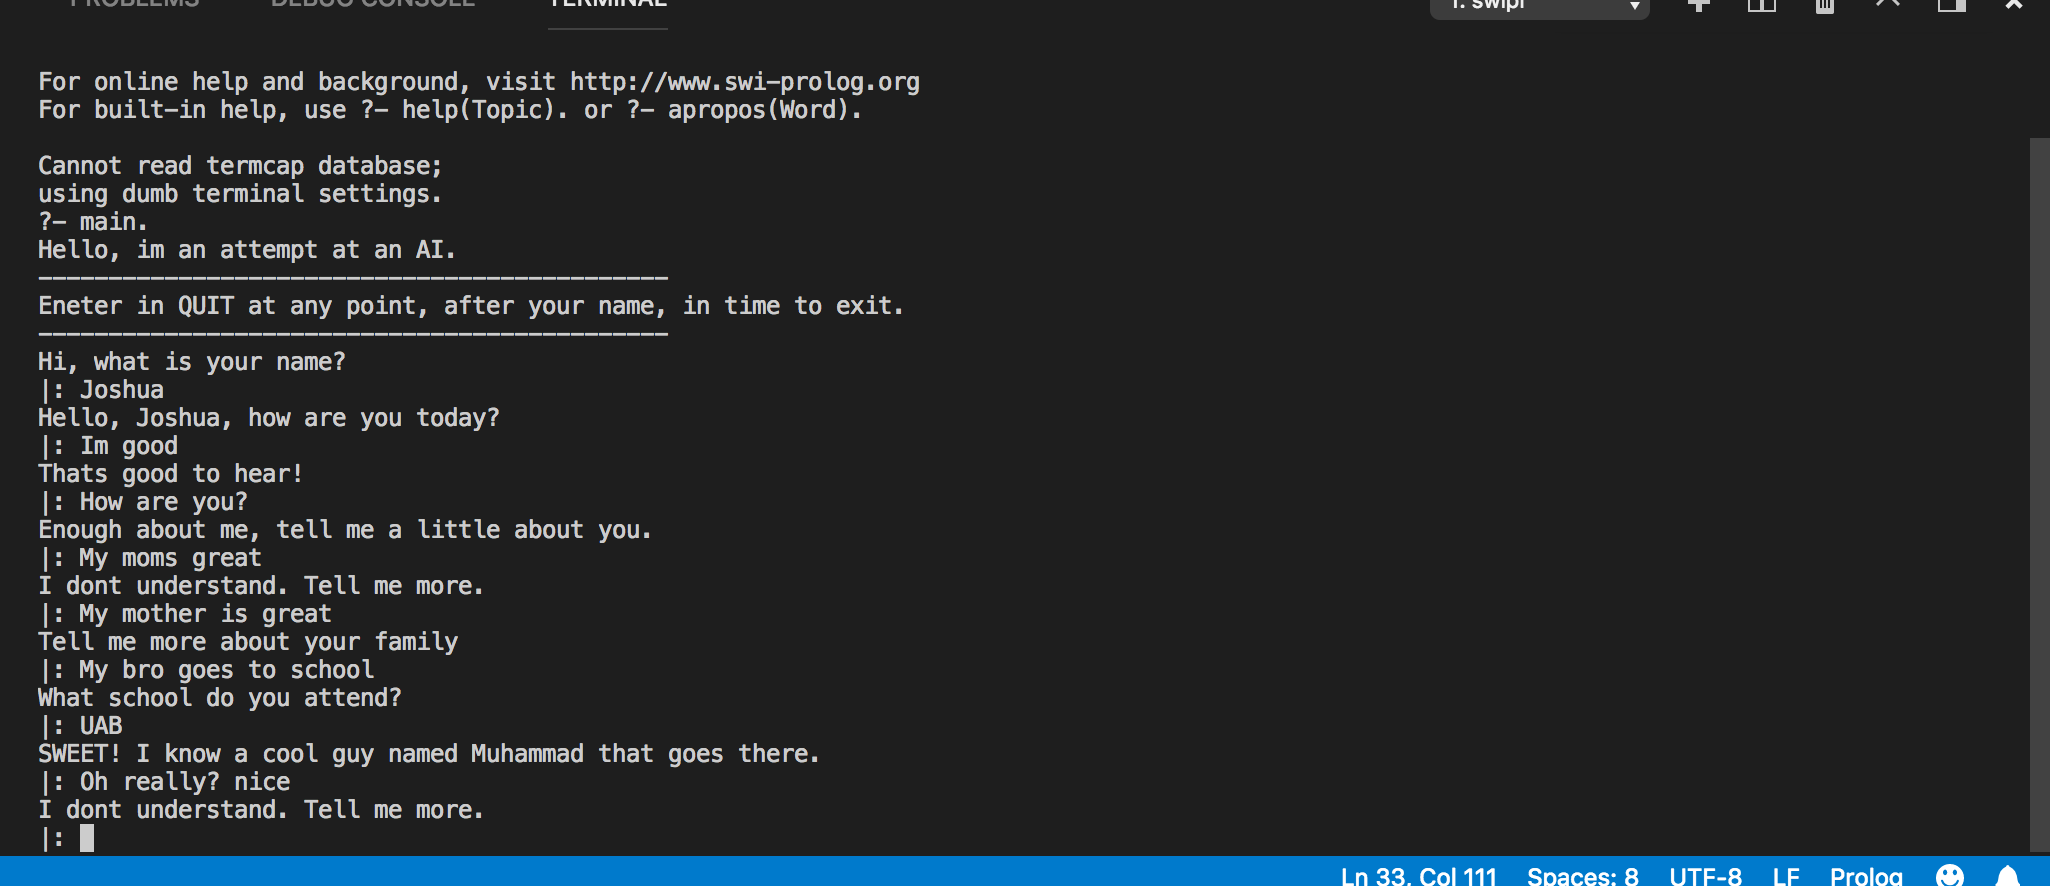 PROBLEMS DEBUG CONSOLE TERMINAL 1: swipl
For online help and background, visit http://www.swi-prolog.org
For built-in help, use ?- help(Topic). or ?- apropos(Word).
Cannot read termcap database;
using dumb terminal settings.
?- main.
Hello, im an attempt at an AI.
---------------------------------------------
Eneter in QUIT at any point, after your name, in time to exit.
---------------------------------------------
Hi, what is your name?
|: Joshua
Hello, Joshua, how are you today?
|: Im good
Thats good to hear!
|: How are you?
Enough about me, tell me a little about you.
|: My moms great
I dont understand. Tell me more.
|: My mother is great
Tell me more about your family
|: My bro goes to school
What school do you attend?
|: UAB
SWEET! I know a cool guy named Muhammad that goes there.
|: Oh really? nice
I dont understand. Tell me more.
|:
Ln 33, Col 111 Spaces: 8 UTF-8 LF Prolog